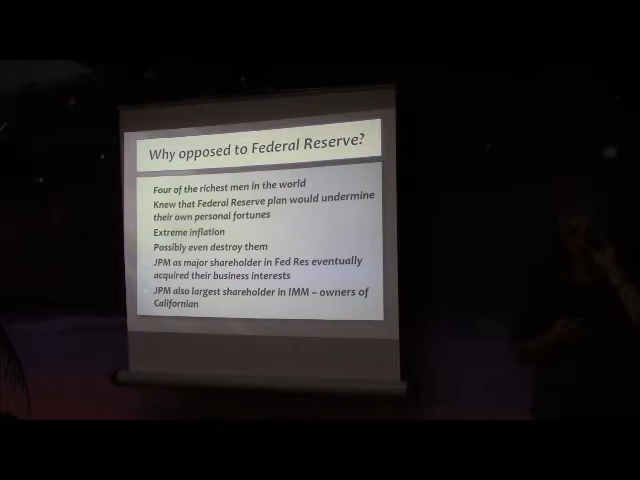 Why opposed to Federal Reserve?
Four of the richest men in the world
Knew that Federal Reserve plan would undermine
their own personal fortunes
Extreme inflation
Possibly even destroy them
JPM as major shareholder in Fed Res eventually
acquired their business interests
JPM also largest shareholder in IMM – owners of
Californian